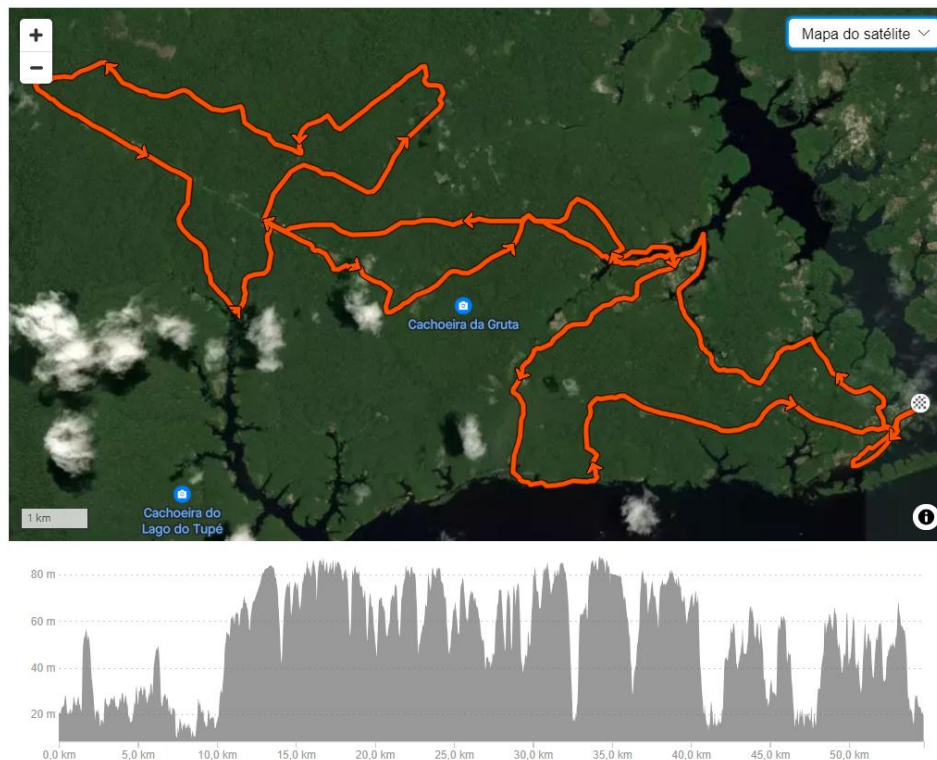 +
Mapa do satélite
−
Cachoeira da Gruta
Cachoeira do
Lago do Tupé
1 km
i
80 m
60 m
40 m
20 m
0,0 km 5,0 km 10,0 km 15,0 km 20,0 km 25,0 km 30,0 km 35,0 km 40,0 km 45,0 km 50,0 km